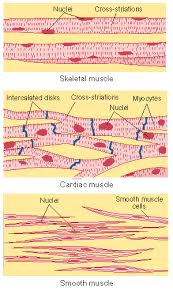 Nuclei Cross-striations
Skeletal muscle
Intercalated disks Cross-striations Nuclei Myocytes
Cardiac muscle
Nuclei Smooth muscle
cells
Smooth muscle